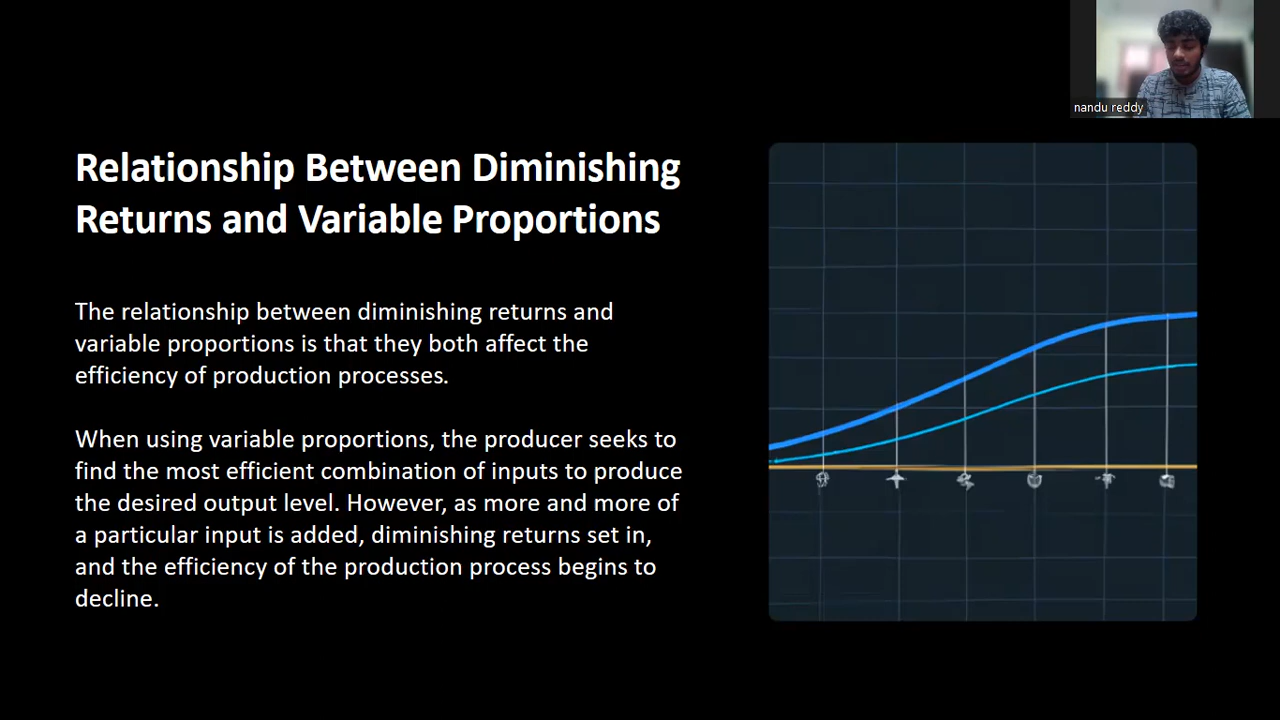 nandu reddy
Relationship Between Diminishing
Returns and Variable Proportions
The relationship between diminishing returns and
variable proportions is that they both affect the
efficiency of production processes.
When using variable proportions, the producer seeks to
find the most efficient combination of inputs to produce
the desired output level. However, as more and more of
a particular input is added, diminishing returns set in,
and the efficiency of the production process begins to
decline.